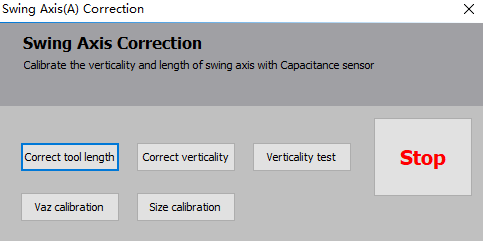 Swing Axis(A) Correction
Swing Axis Correction
Calibrate the verticality and length of swing axis with Capacitance sensor
Correct tool length
Correct verticality
Verticality test
Stop
Vaz calibration
Size calibration